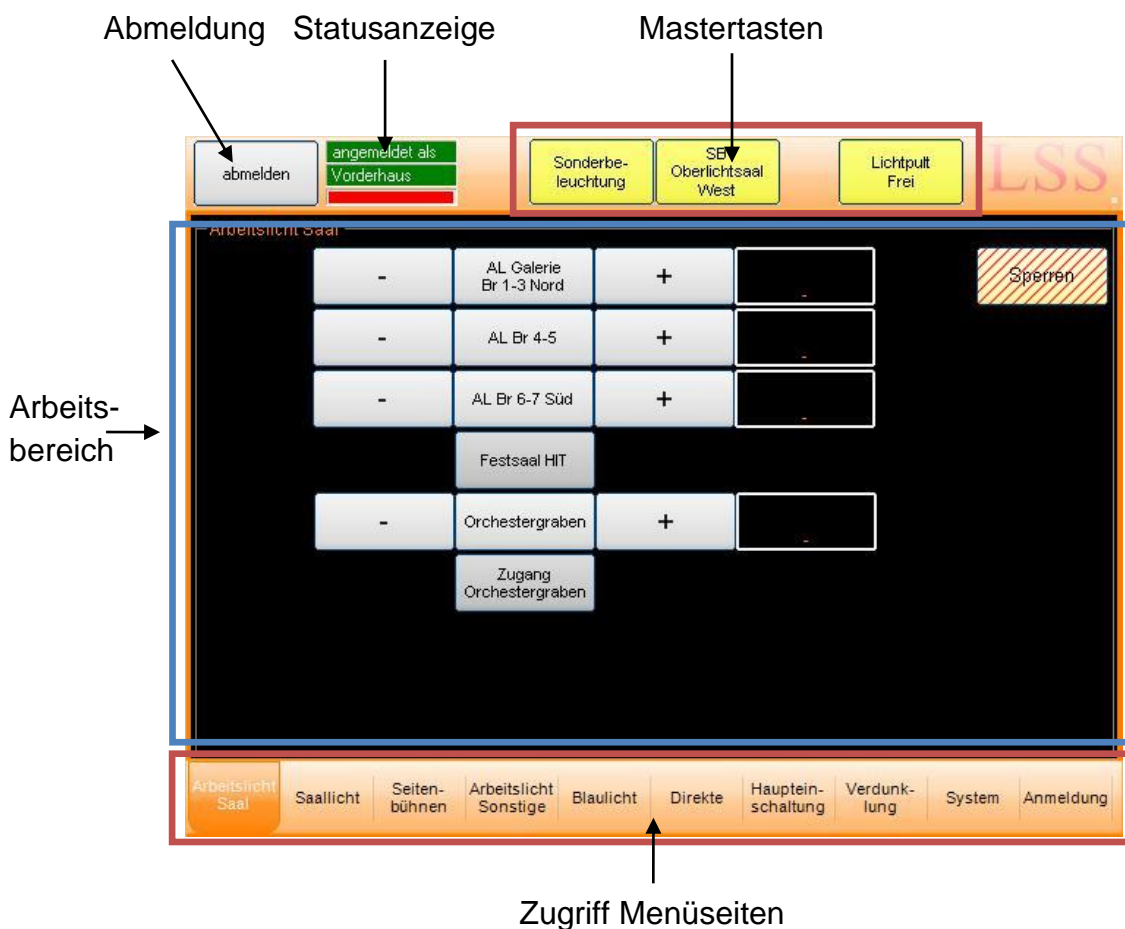 Abmeldung Statusanzeige Mastertasten
abmelden
angemeldet als
Vorderhaus
Sonderbe-
leuchtung
SB
Oberlichtsaal
West
Lichtpult
Frei
LSS
Arbeitslicht Saal
-
AL Galerie
Br 1-3 Nord
+
-
Sperren
-
AL Br 4-5
+
-
Arbeits-
bereich
-
AL Br 6-7 Süd
+
-
Festsaal HIT
-
Orchestergraben
+
-
Zugang
Orchestergraben
Arbeitslicht
Saal
Saallicht
Seiten-
bühnen
Arbeitslicht
Sonstige
Blaulicht
Direkte
Hauptein-
schaltung
Verdunk-
lung
System
Anmeldung
Zugriff Menüseiten